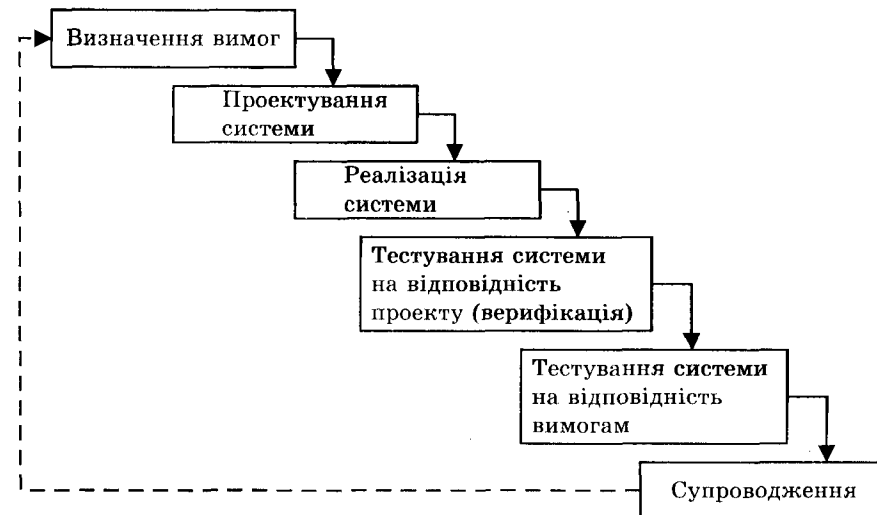 Визначення вимог
Проектування
системи
Реалізація
системи
Тестування системи
на відповідність
проекту (верифікація)
Тестування системи
на відповідність
вимогам
Супроводження